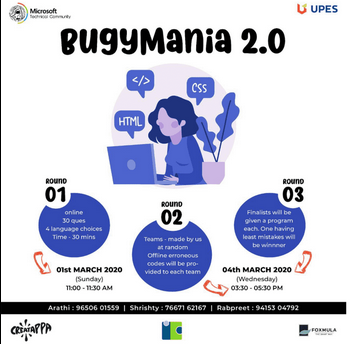 Microsoft
Technical Community
UPES
BUGYMANIA 2.0
</>
CSS
HTML
ROUND
01
online
30 ques
4 language choices
Time - 30 mins
01st MARCH 2020
(Sunday)
11:00 - 11:30 AM
ROUND
02
Teams - made by us
at random
Offline erroneous
codes will be pro-
vided to each team
ROUND
03
Finalists will be
given a program
each. One having
least mistakes will be
winnner
04th MARCH 2020
(Wednesday)
03:30 - 05:30 PM
Arathi : 96506 01559 | Shrishty : 76671 62167 | Rabpreet : 94153 04792
CREATAPPA
FOXMULA